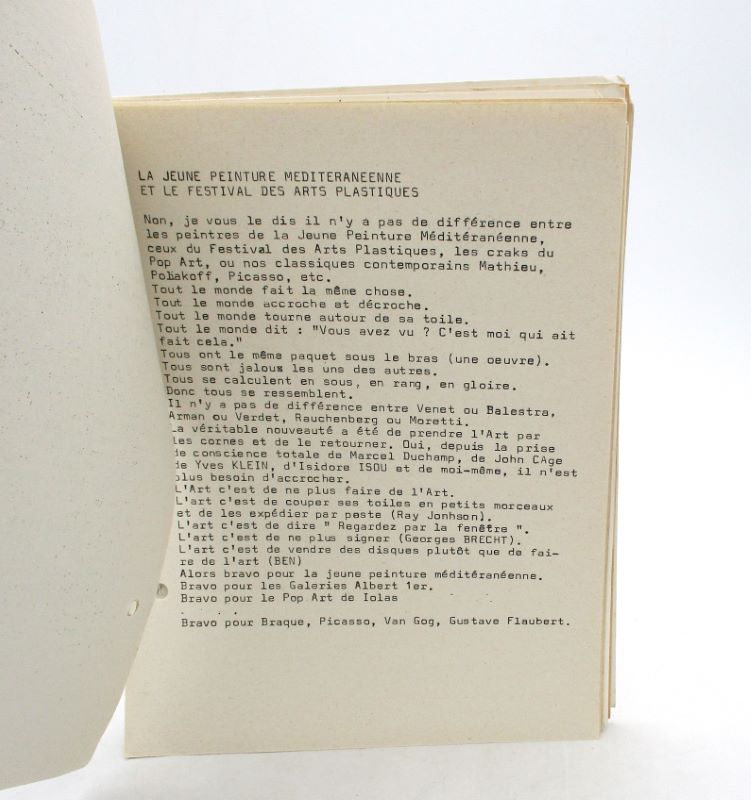 LA JEUNE PEINTURE MEDITERANEENNE
ET LE FESTIVAL DES ARTS PLASTIQUES
Non, je vous le dis il n'y a pas de différence entre
les peintres de la Jeune Peinture Méditéranéenne,
ceux du Festival des Arts Plastiques, les craks du
Pop Art, ou nos classiques contemporains Mathieu,
Poliakoff, Picasso, etc.
Tout le monde fait la même chose.
Tout le monde accroche et décroche.
Tout le monde tourne autour de sa toile.
Tout le monde dit : "Vous avez vu ? C'est moi qui ait
fait cela."
Tous ont le même paquet sous le bras (une oeuvre).
Tous sont jaloux les uns des autres.
Tous se calculent en sous, en rang, en gloire.
Donc tous se ressemblent.
Il n'y a pas de différence entre Venet ou Balestra,
Arman ou Verdet, Rauchenberg ou Moretti.
La véritable nouveauté a été de prendre l'Art par
les cornes et de le retourner. Oui, depuis la prise
de conscience totale de Marcel Duchamp, de John CAge
de Yves KLEIN, d'Isidore ISOU et de moi-même, il n'est
plus besoin d'accrocher.
L'Art c'est de ne plus faire de l'Art.
L'art c'est de couper ses toiles en petits morceaux
et de les expédier par poste (Ray Jonhson).
L'art c'est de dire " Regardez par la fenêtre ".
L'art c'est de ne plus signer (Georges BRECHT).
L'art c'est de vendre des disques plutôt que de fai-
re de l'art (BEN)
Alors bravo pour la jeune peinture méditéranéenne.
Bravo pour les Galeries Albert 1er.
Bravo pour le Pop Art de Iolas
. . . .
Bravo pour Braque, Picasso, Van Gog, Gustave Flaubert.